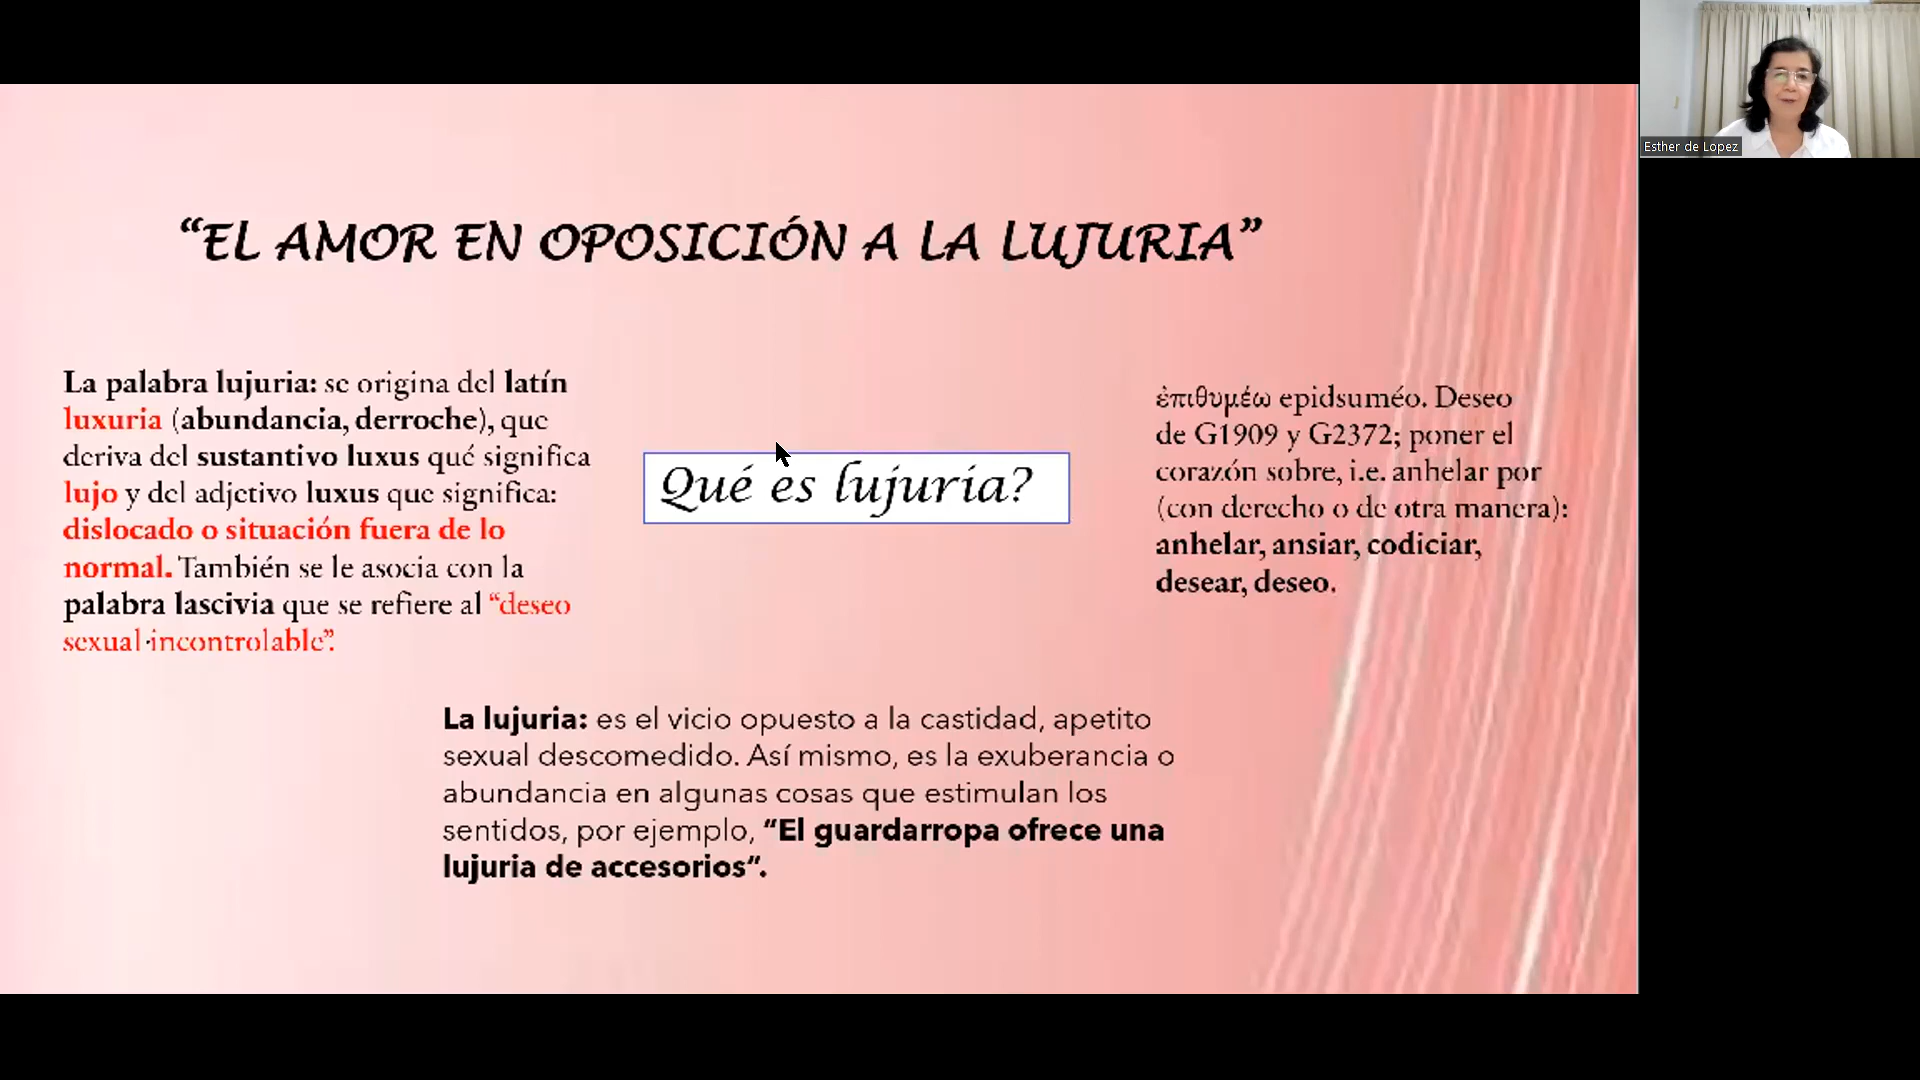 “EL AMOR EN OPOSICIÓN A LA LUJURIA”
La palabra lujuria: se origina del latín
luxuria (abundancia, derroche), que
deriva del sustantivo luxus qué significa
lujo y del adjetivo luxus que significa:
dislocado o situación fuera de lo
normal. También se le asocia con la
palabra lascivia que se refiere al “deseo
sexual incontrolable”.
Qué es lujuria?
ἐπιθυμέω epidsuméo. Deseo
de G1909 y G2372; poner el
corazón sobre, i.e. anhelar por
(con derecho o de otra manera):
anhelar, ansiar, codiciar,
desear, deseo.
La lujuria: es el vicio opuesto a la castidad, apetito
sexual descomedido. Así mismo, es la exuberancia o
abundancia en algunas cosas que estimulan los
sentidos, por ejemplo, “El guardarropa ofrece una
lujuria de accesorios“.
Esther de Lopez